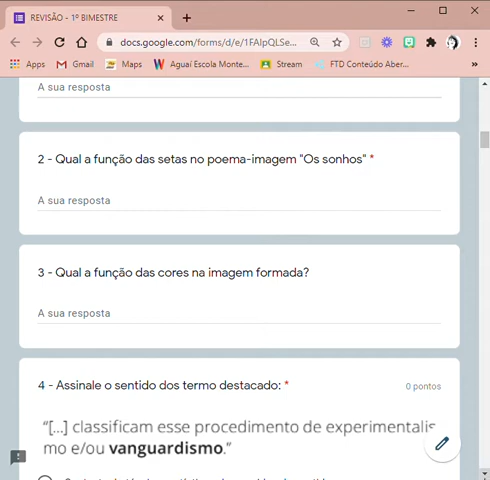 REVISÃO - 1º BIMESTRE
docs.google.com/forms/d/e/1FAIpQLSe...
Apps
Gmail
Maps
Aguaí Escola Monte...
Stream
FTD Conteúdo Aber...
A sua resposta
2 - Qual a função das setas no poema-imagem "Os sonhos" *
A sua resposta
3 - Qual a função das cores na imagem formada?
A sua resposta
4 - Assinale o sentido dos termo destacado: *
0 pontos
"[...] classificam esse procedimento de experimentalis
mo e/ou vanguardismo."